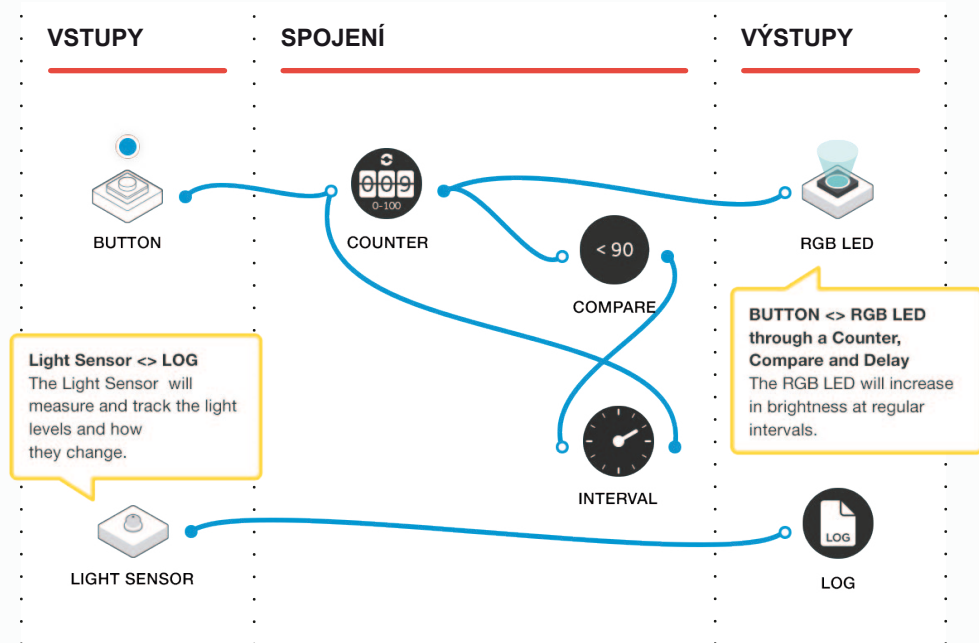 VSTUPY
SPOJENÍ
VÝSTUPY
009
0-100
BUTTON
COUNTER
< 90
COMPARE
RGB LED
Light Sensor <> LOG
The Light Sensor will
measure and track the light
levels and how
they change.
BUTTON <> RGB LED
through a Counter,
Compare and Delay
The RGB LED will increase
in brightness at regular
intervals.
INTERVAL
LIGHT SENSOR
LOG
LOG